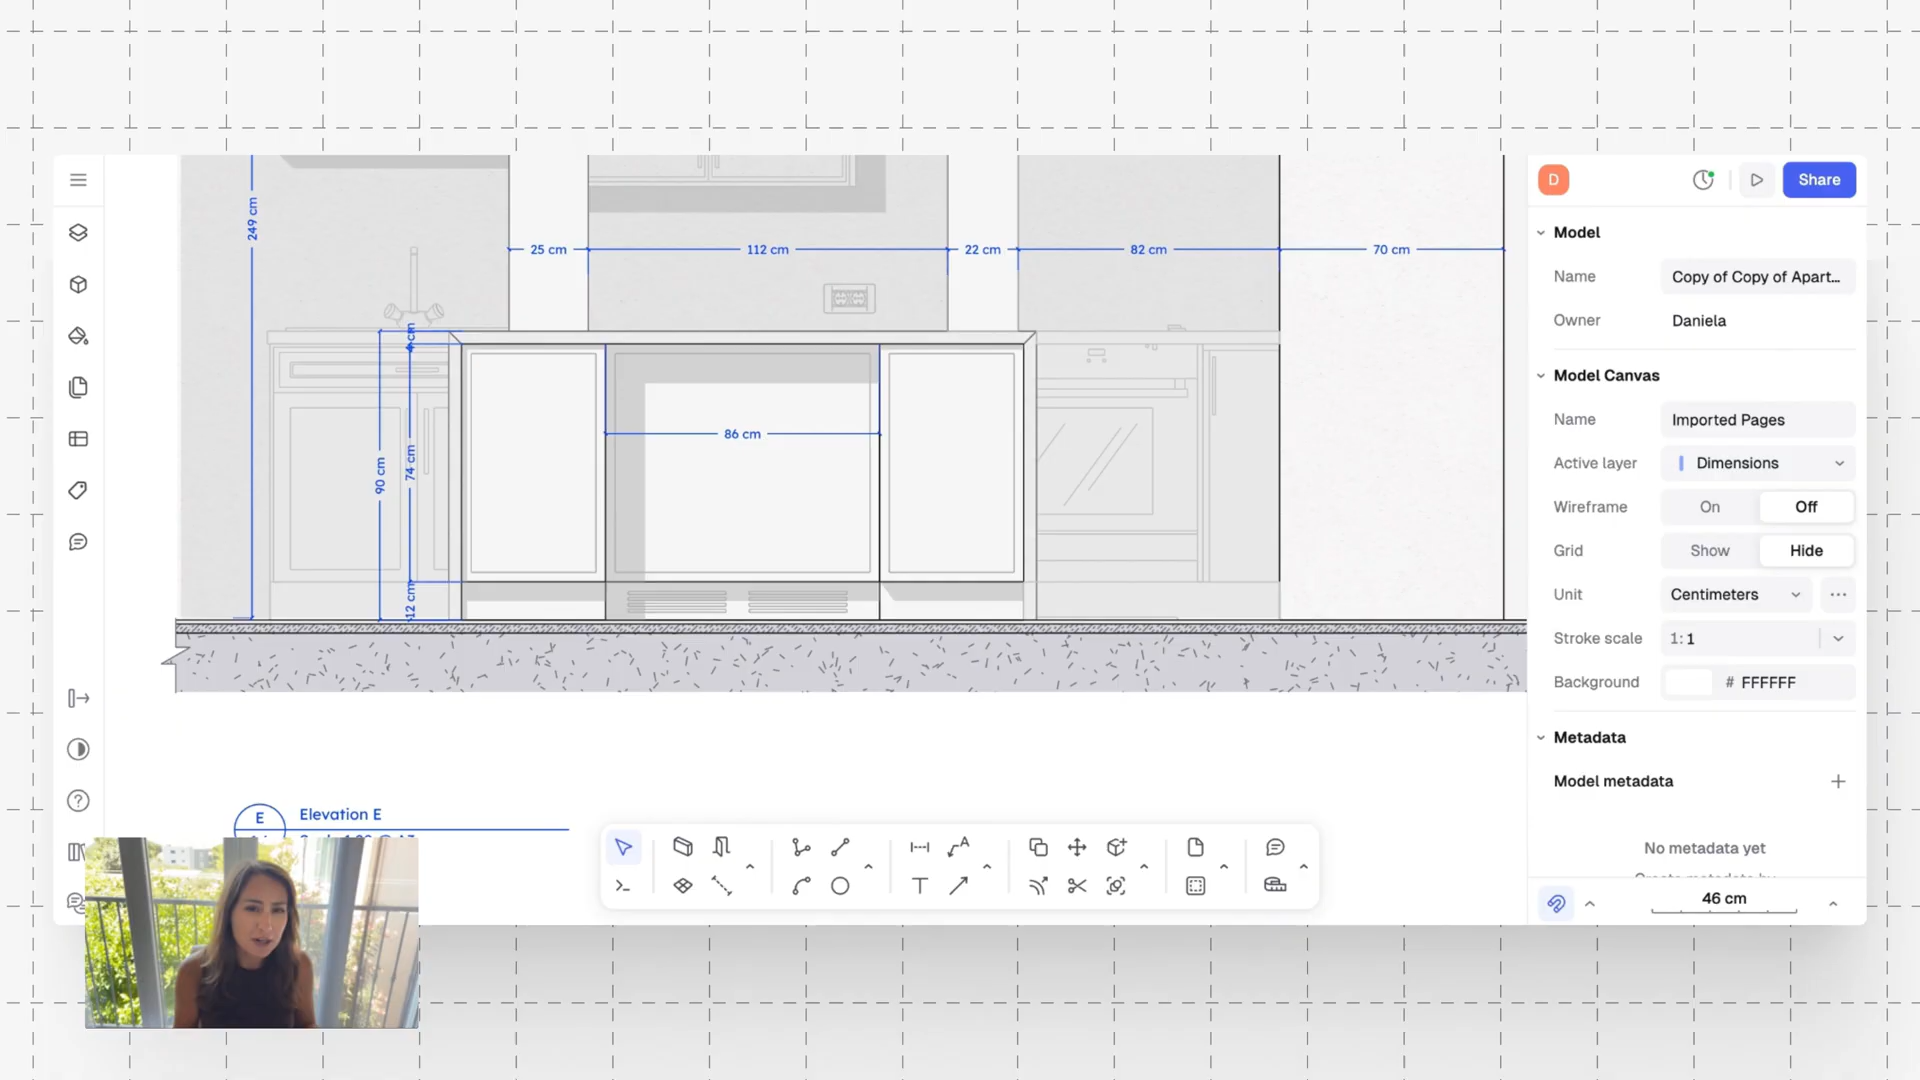 D
Share
Model
Name
Copy of Copy of Apart...
Owner
Daniela
Model Canvas
Name
Imported Pages
Active layer
Dimensions
Wireframe
On
Off
Grid
Show
Hide
Unit
Centimeters
Stroke scale
1: 1
Background
# FFFFFF
Metadata
Model metadata
No metadata yet
46 cm
249 cm
25 cm
112 cm
22 cm
82 cm
70 cm
4 cm
90 cm
74 cm
86 cm
12 cm
E
Elevation E